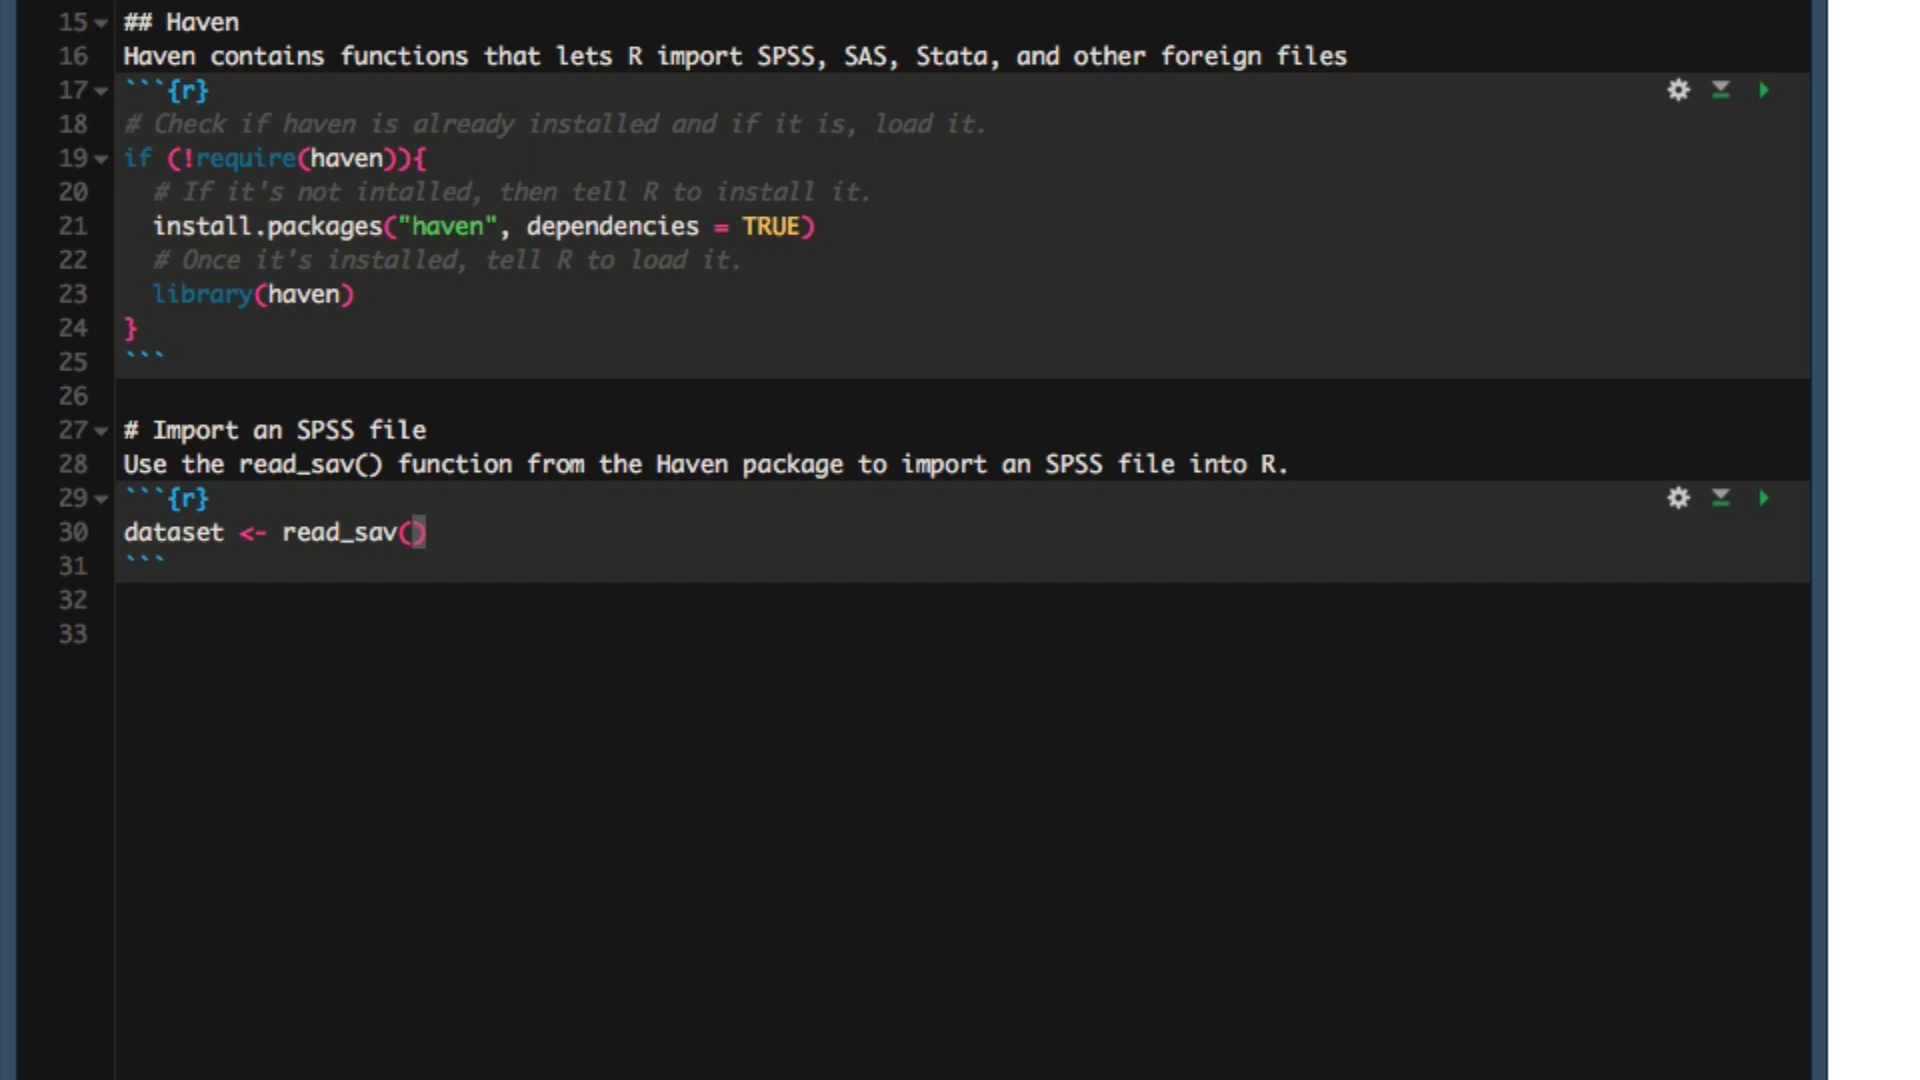 15 ## Haven
16 Haven contains functions that lets R import SPSS, SAS, Stata, and other foreign files
17 ```{r}
18 # Check if haven is already installed and if it is, load it.
19 if (!require(haven)){
20 # If it's not intalled, then tell R to install it.
21 install.packages("haven", dependencies = TRUE)
22 # Once it's installed, tell R to load it.
23 library(haven)
24 }
25 ```
26
27 # Import an SPSS file
28 Use the read_sav() function from the Haven package to import an SPSS file into R.
29 ```{r}
30 dataset <- read_sav()
31 ```
32
33